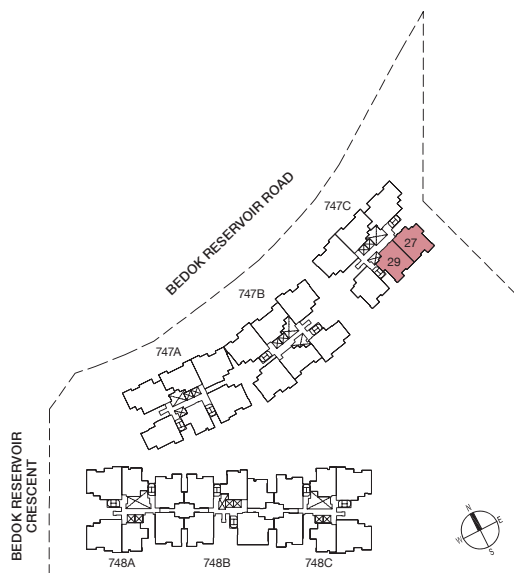 BEDOK RESERVOIR ROAD
747C
27
29
747B
747A
BEDOK RESERVOIR
CRESCENT
748A
748B
748C
N
E
W
S